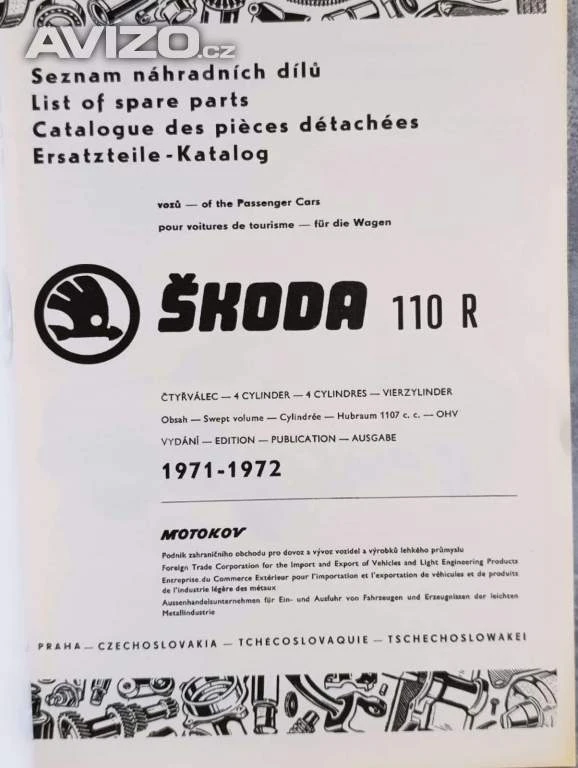 AVIZO.cz
Seznam náhradních dílů
List of spare parts
Catalogue des pièces détachées
Ersatzteile - Katalog
vozů — of the Passenger Cars
pour voitures de tourisme — für die Wagen
ŠKODA 110 R
ČTYŘVÁLEC — 4 CYLINDER — 4 CYLINDRES — VIERZYLINDER
Obsah — Swept volume — Cylindrée — Hubraum 1107 c. c. — OHV
VYDÁNÍ — EDITION — PUBLICATION — AUSGABE
1971-1972
MOTOKOV
Podnik zahraničního obchodu pro dovoz a vývoz vozidel a výrobků lehkého průmyslu
Foreign Trade Corporation for the Import and Export of Vehicles and Light Engineering Products
Entreprise du Commerce Extérieur pour l'importation et l'exportation de véhicules et de produits
de l'industrie légère des métaux
Aussenhandelsunternehmen für Ein- und Ausfuhr von Fahrzeugen und Erzeugnissen der leichten
Metallindustrie
PRAHA — CZECHOSLOVAKIA — TCHÉCOSLOVAQUIE — TSCHECHOSLOWAKEI